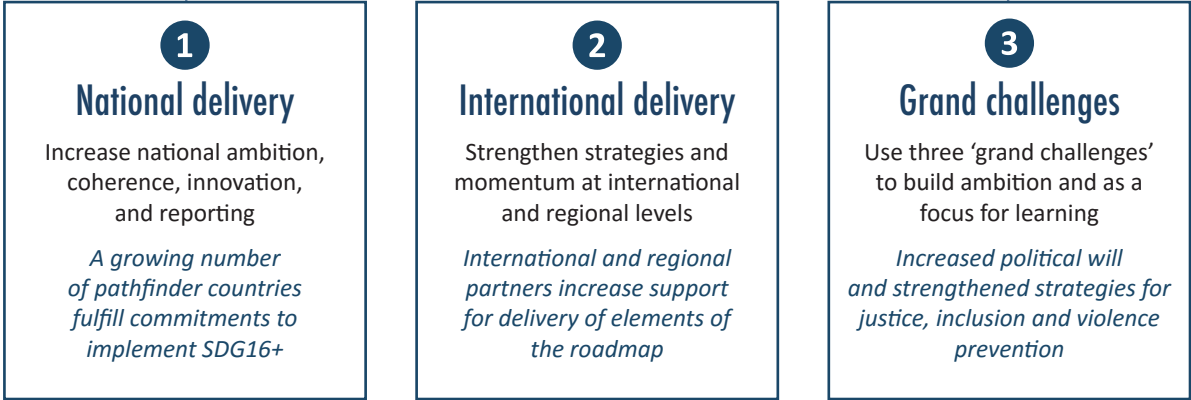 1
National delivery
Increase national ambition,
coherence, innovation,
and reporting
A growing number
of pathfinder countries
fulfill commitments to
implement SDG16+
2
International delivery
Strengthen strategies and
momentum at international
and regional levels
International and regional
partners increase support
for delivery of elements of
the roadmap
3
Grand challenges
Use three ‘grand challenges’
to build ambition and as a
focus for learning
Increased political will
and strengthened strategies for
justice, inclusion and violence
prevention